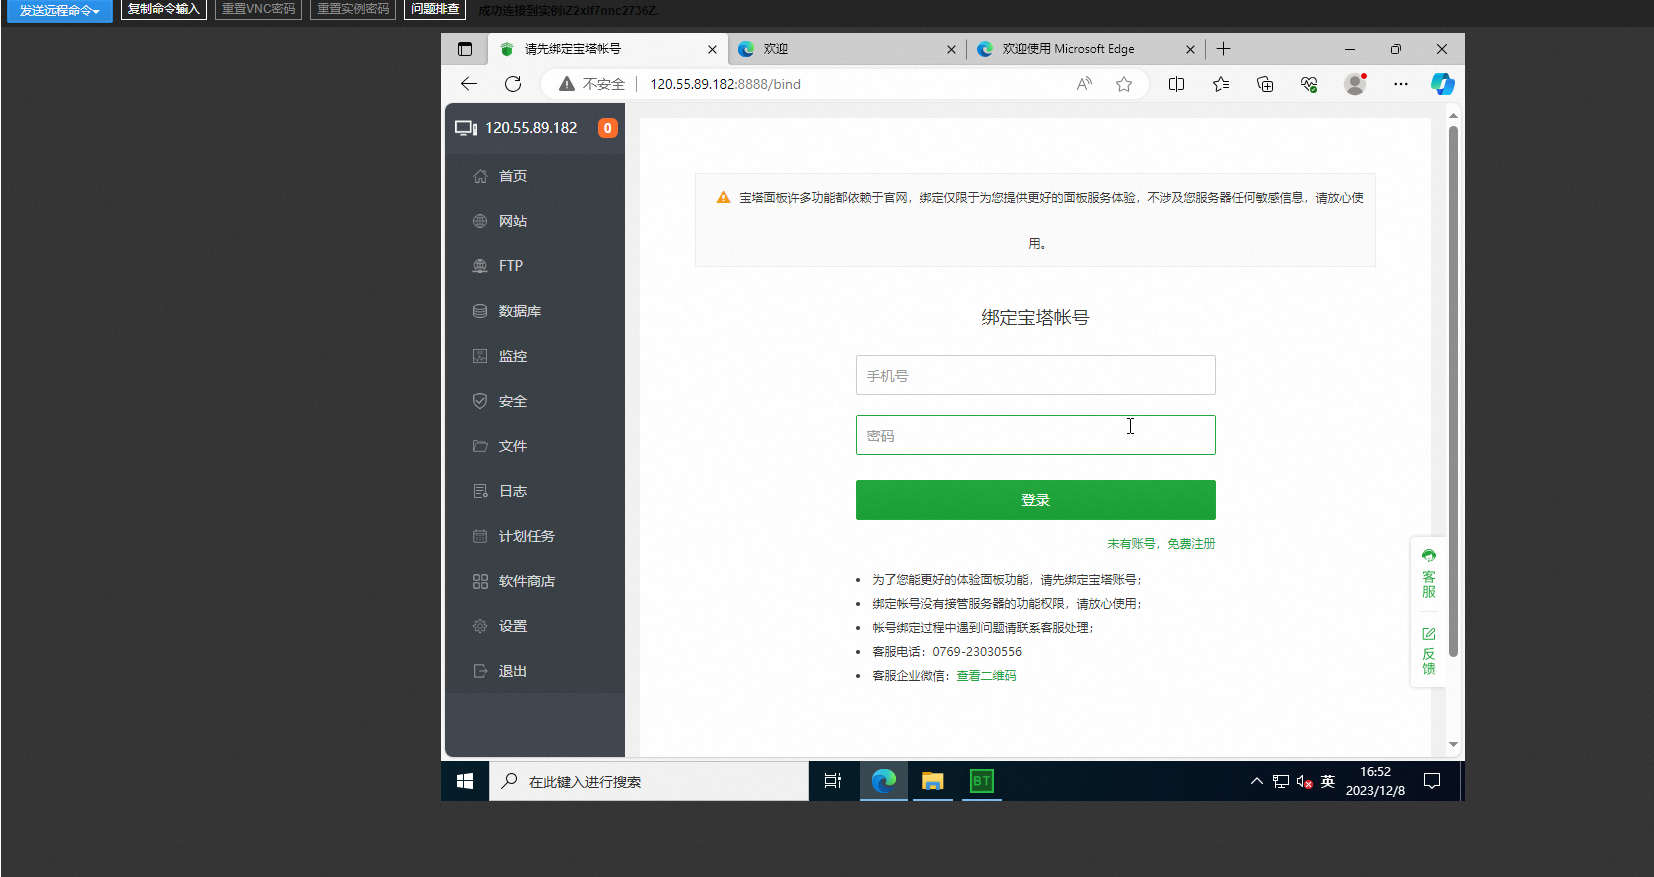 发送远程命令 复制命令输入 重置VNC密码 重置实例密码 问题排查 成功连接到实例iZ2xlf7nnc2736Z.
请先绑定宝塔帐号 欢迎 欢迎使用 Microsoft Edge
不安全 120.55.89.182:8888/bind
120.55.89.182 0
首页
网站
FTP
数据库
监控
安全
文件
日志
计划任务
软件商店
设置
退出
宝塔面板许多功能都依赖于官网，绑定仅限于为您提供更好的面板服务体验，不涉及您服务器任何敏感信息，请放心使
用。
绑定宝塔帐号
手机号
密码
登录
未有账号，免费注册
为了您能更好的体验面板功能，请先绑定宝塔账号；
绑定帐号没有接管服务器的功能权限，请放心使用；
帐号绑定过程中遇到问题请联系客服处理；
客服电话：0769-23030556
客服企业微信：查看二维码
客服
反馈
在此键入进行搜索
BT
英
16:52
2023/12/8